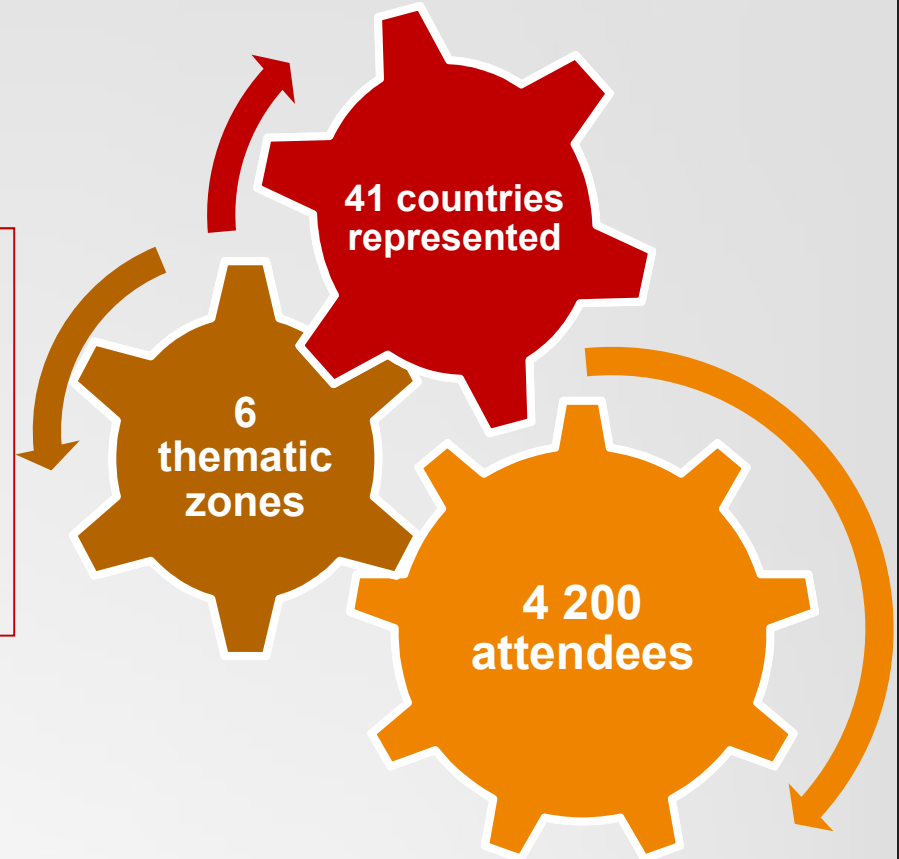 41 countries
represented
6
thematic
zones
4 200
attendees